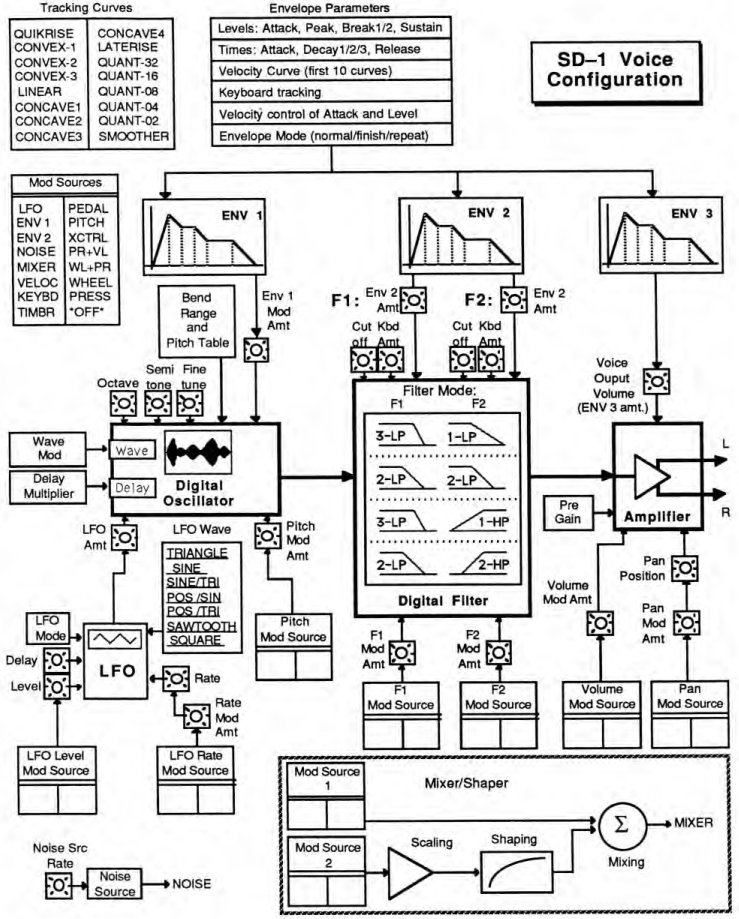 Tracking Curves
QUIKRISE CONCAVE4
CONVEX-1 LATERISE
CONVEX-2 QUANT-32
CONVEX-3 QUANT-16
LINEAR QUANT-08
CONCAVE1 QUANT-04
CONCAVE2 QUANT-02
CONCAVE3 SMOOTHER
Envelope Parameters
Levels: Attack, Peak, Break1/2, Sustain
Times: Attack, Decay1/2/3, Release
Velocity Curve (first 10 curves)
Keyboard tracking
Velocity control of Attack and Level
Envelope Mode (normal/finish/repeat)
SD–1 Voice
Configuration
Mod Sources
LFO PEDAL
ENV 1 PITCH
ENV 2 XCTRL
NOISE PR+VL
MIXER WL+PR
VELOC WHEEL
KEYBD PRESS
TIMBR *OFF*
ENV 1
ENV 2
ENV 3
Bend
Range
and
Pitch Table
Env 1
Mod
Amt
F1:
Env 2
Amt
F2:
Env 2
Amt
Cut
off
Kbd
Amt
Cut
off
Kbd
Amt
Voice
Ouput
Volume
(ENV 3 amt.)
Octave
Semi
tone
Fine
tune
Wave
Mod
Delay
Multiplier
Wave
Delay
Digital
Oscillator
Filter Mode:
F1 F2
3-LP 1-LP
2-LP 2-LP
3-LP 1-HP
2-LP 2-HP
Digital Filter
L
R
Amplifier
Pre
Gain
LFO
Amt
LFO Wave
TRIANGLE
SINE
SINE/TRI
POS /SIN
POS /TRI
SAWTOOTH
SQUARE
Pitch
Mod
Amt
Pitch
Mod Source
LFO
Mode
Delay
Level
LFO
Rate
Rate
Mod
Amt
LFO Level
Mod Source
LFO Rate
Mod Source
F1
Mod
Amt
F2
Mod
Amt
F1
Mod Source
F2
Mod Source
Volume
Mod Amt
Pan
Position
Pan
Mod
Amt
Volume
Mod Source
Pan
Mod Source
Mixer/Shaper
Mod Source
1
Mod Source
2
Scaling
Shaping
Σ
Mixing
MIXER
Noise Src
Rate
Noise
Source
NOISE